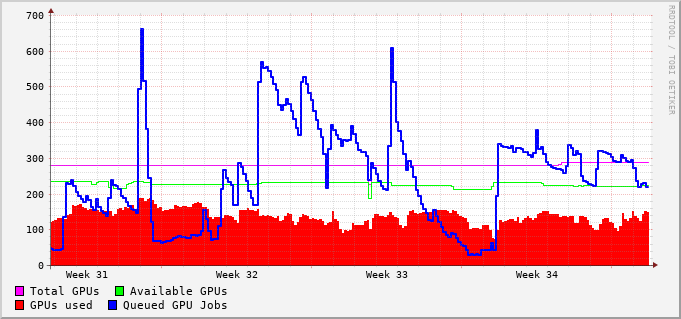 700
600
500
400
300
200
100
0
Week 31 Week 32 Week 33 Week 34
Total GPUs Available GPUs
GPUs used Queued GPU Jobs
RRDTOOL / TOBI OETIKER